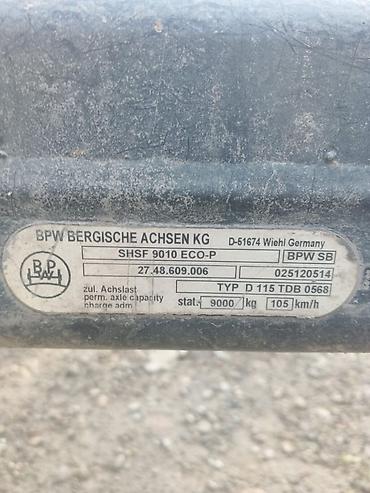 BPW BERGISCHE ACHSEN KG D-51674 Wiehl Germany
SHSF 9010 ECO-P BPW SB
27.48.609.006 025120514
TYP D 115 TDB 0568
zul. Achslast
perm. axle capacity stat. 9000 kg 105 km/h
charge adm.
BPW